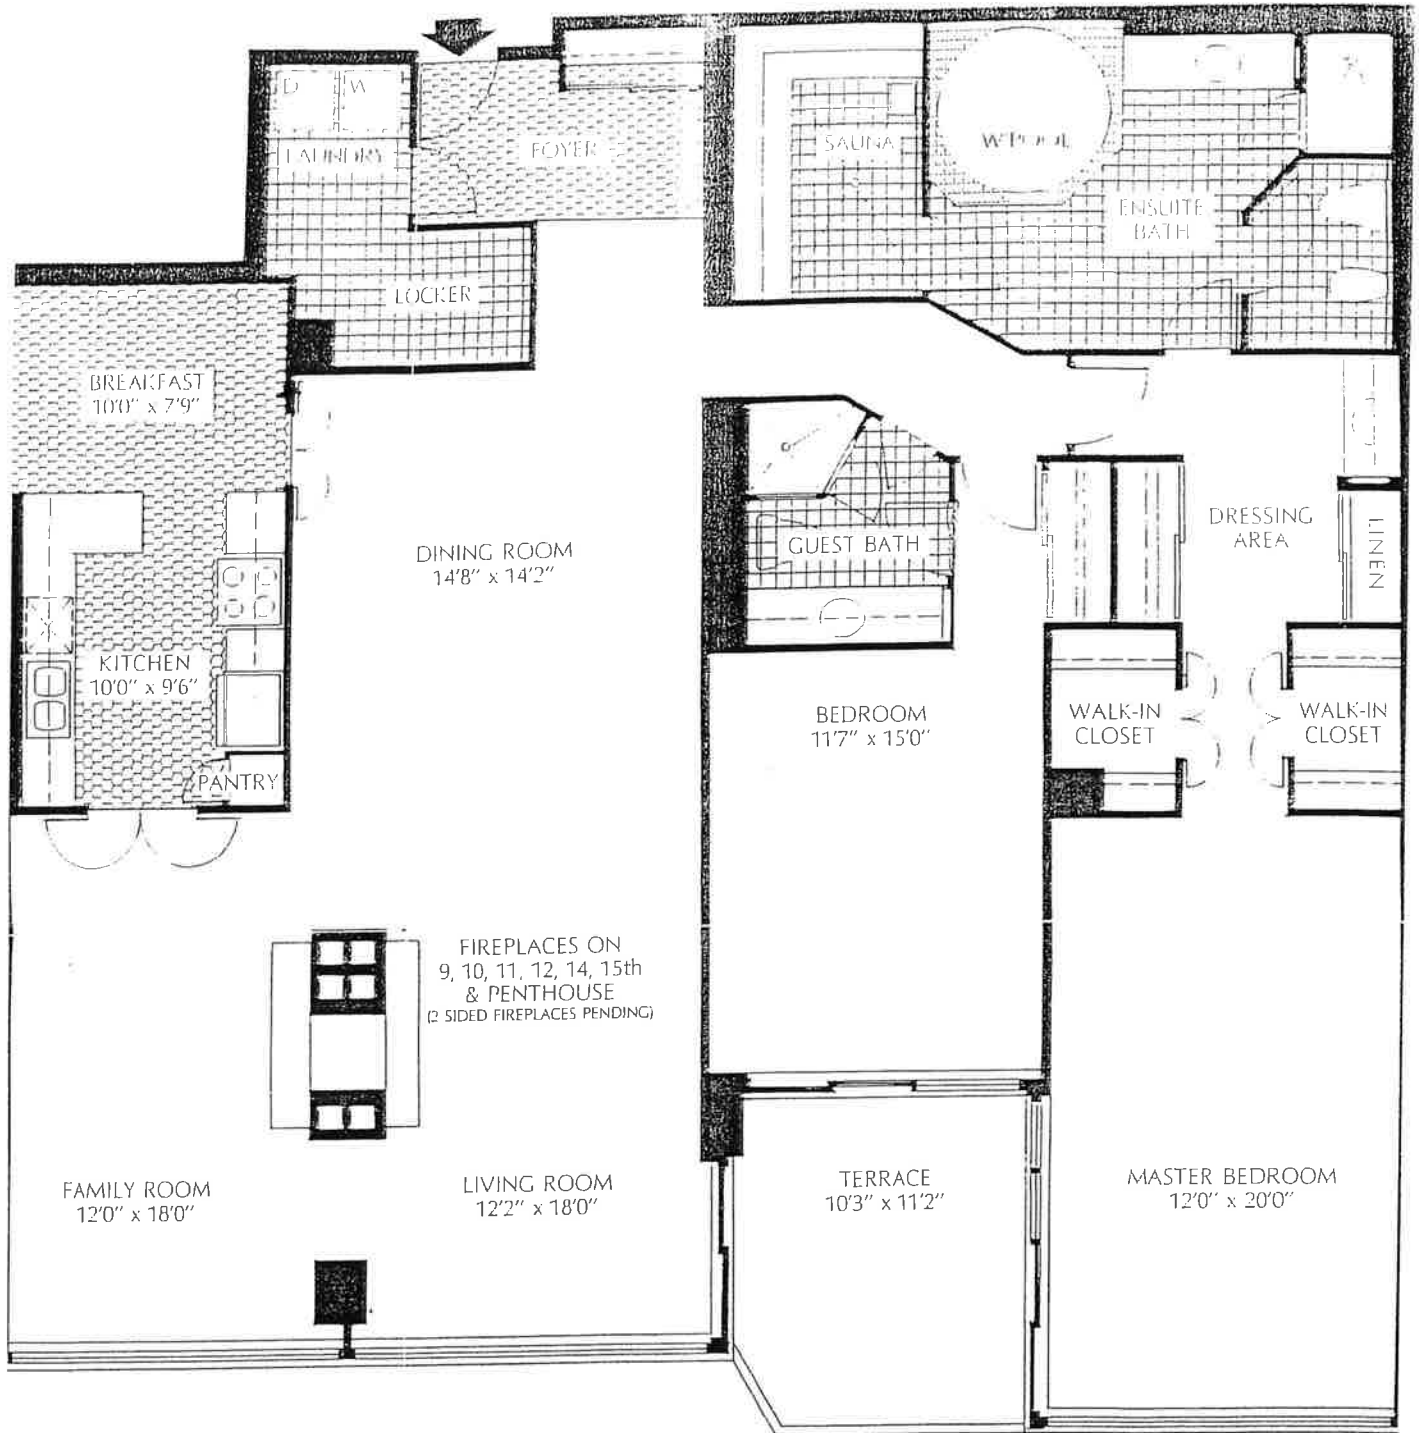 D W
LAUNDRY
FOYER
SAUNA
W'POOL
ENSUITE
BATH
LOCKER
BREAKFAST
10'0" x 7'9"
DINING ROOM
14'8" x 14'2"
GUEST BATH
DRESSING
AREA
LINEN
KITCHEN
10'0" x 9'6"
PANTRY
BEDROOM
11'7" x 15'0"
WALK-IN
CLOSET
WALK-IN
CLOSET
FIREPLACES ON
9, 10, 11, 12, 14, 15th
& PENTHOUSE
(2 SIDED FIREPLACES PENDING)
FAMILY ROOM
12'0" x 18'0"
LIVING ROOM
12'2" x 18'0"
TERRACE
10'3" x 11'2"
MASTER BEDROOM
12'0" x 20'0"